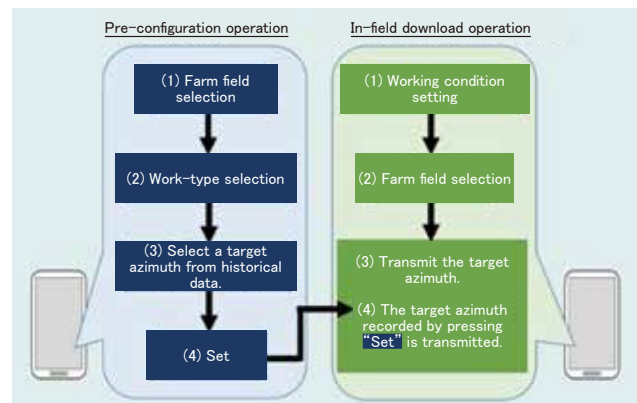 Pre-configuration operation
(1) Farm field
selection
(2) Work-type selection
(3) Select a target
azimuth from historical
data.
(4) Set
In-field download operation
(1) Working condition
setting
(2) Farm field selection
(3) Transmit the target
azimuth.
(4) The target azimuth
recorded by pressing
“Set” is transmitted.